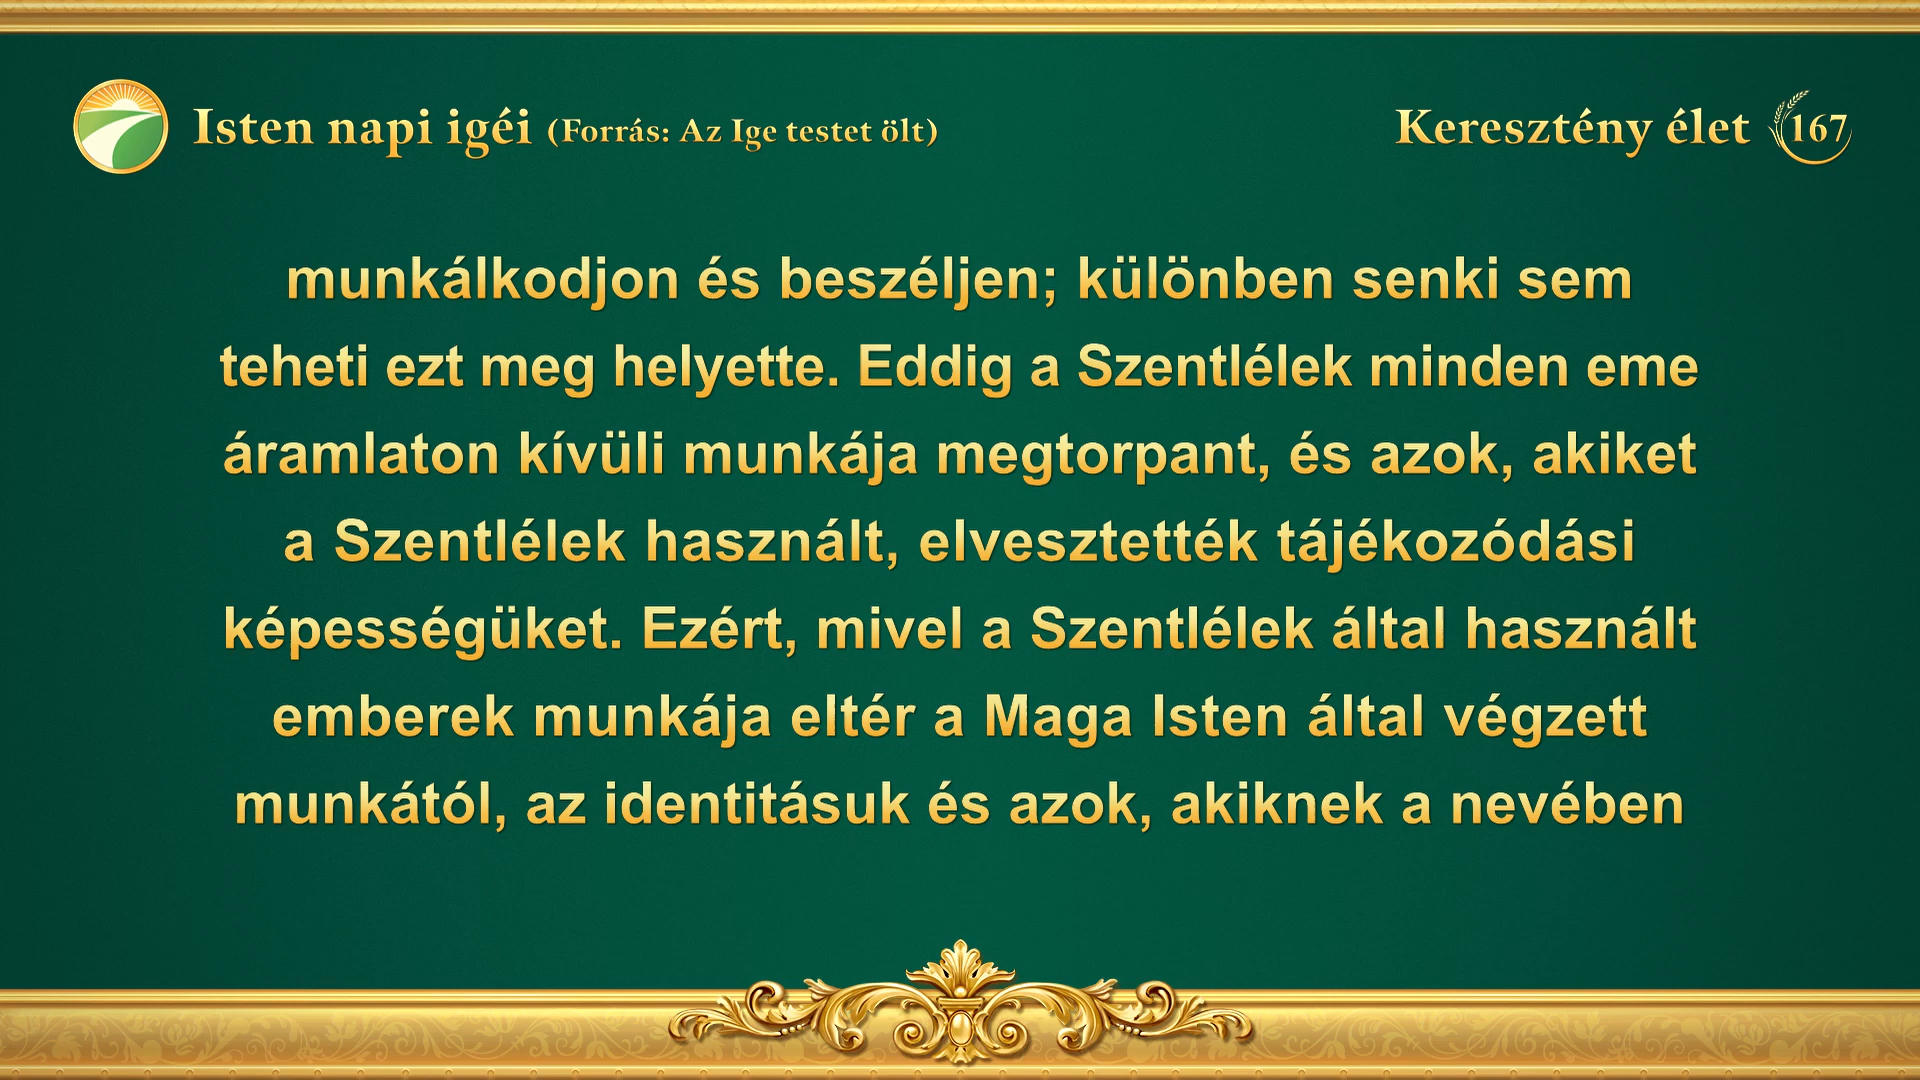 Isten napi igéi (Forrás: Az Ige testet ölt)
Keresztény élet 167
munkálkodjon és beszéljen; különben senki sem
teheti ezt meg helyette. Eddig a Szentlélek minden eme
áramlaton kívüli munkája megtorpant, és azok, akiket
a Szentlélek használt, elvesztették tájékozódási
képességüket. Ezért, mivel a Szentlélek által használt
emberek munkája eltér a Maga Isten által végzett
munkától, az identitásuk és azok, akiknek a nevében